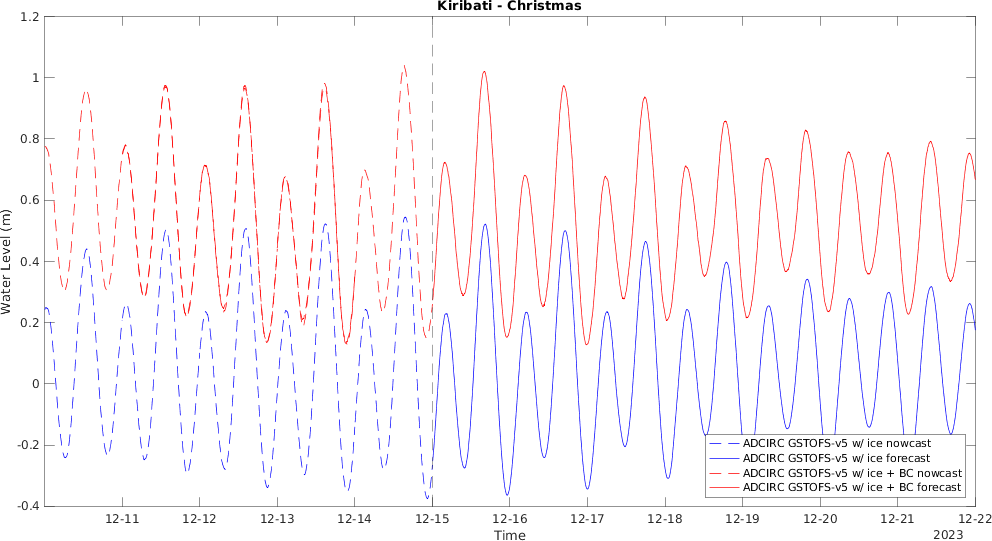 Kiribati - Christmas
1.2
1
0.8
0.6
0.4
0.2
0
-0.2
-0.4
Water Level (m)
ADCIRC GSTOFS-v5 w/ ice nowcast
ADCIRC GSTOFS-v5 w/ ice forecast
ADCIRC GSTOFS-v5 w/ ice + BC nowcast
ADCIRC GSTOFS-v5 w/ ice + BC forecast
12-11 12-12 12-13 12-14 12-15 12-16 12-17 12-18 12-19 12-20 12-21 12-22
Time
2023